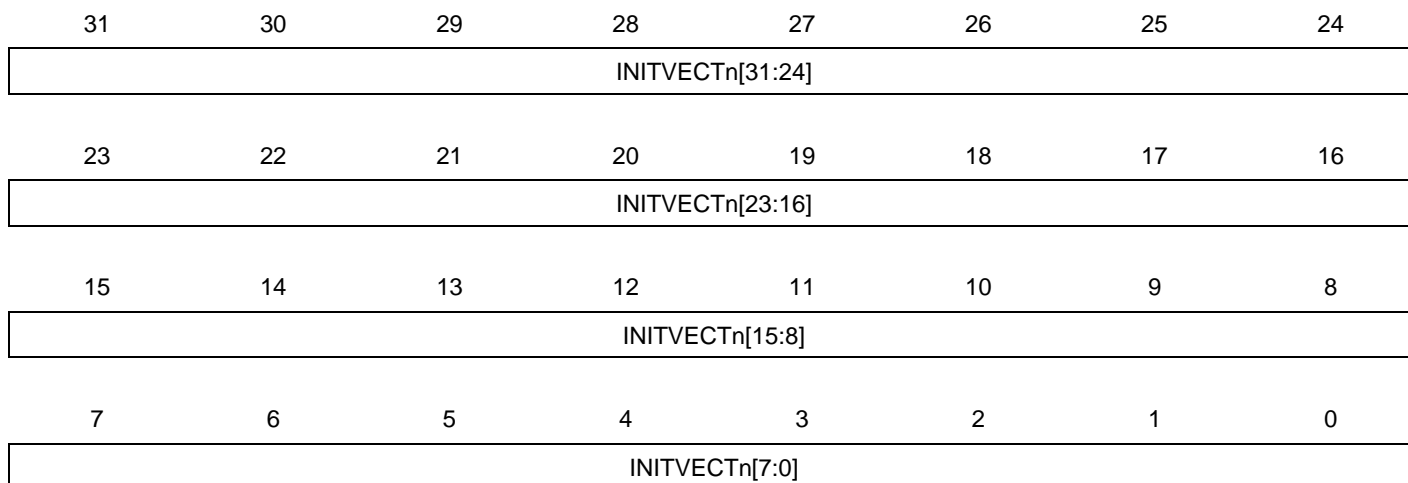 31 30 29 28 27 26 25 24
INITVECTn[31:24]
23 22 21 20 19 18 17 16
INITVECTn[23:16]
15 14 13 12 11 10 9 8
INITVECTn[15:8]
7 6 5 4 3 2 1 0
INITVECTn[7:0]